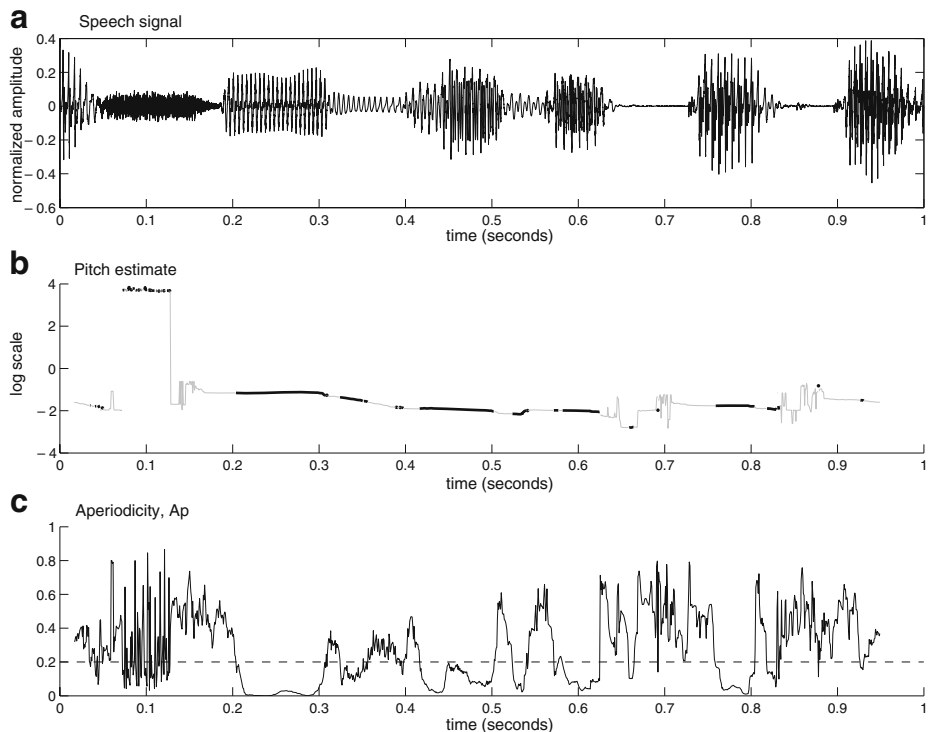 a
Speech signal
normalized amplitude
0.4
0.2
0
– 0.2
– 0.4
– 0.6
0 0.1 0.2 0.3 0.4 0.5 0.6 0.7 0.8 0.9 1
time (seconds)
b
Pitch estimate
log scale
4
2
0
– 2
– 4
0 0.1 0.2 0.3 0.4 0.5 0.6 0.7 0.8 0.9 1
time (seconds)
c
Aperiodicity, Ap
1
0.8
0.6
0.4
0.2
0
0 0.1 0.2 0.3 0.4 0.5 0.6 0.7 0.8 0.9 1
time (seconds)